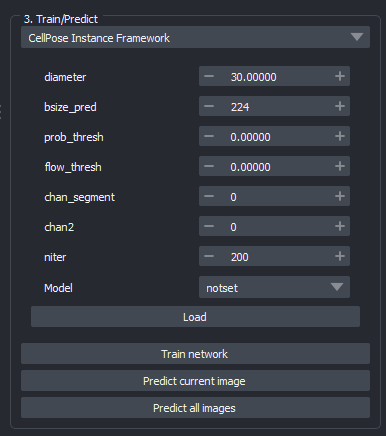 3. Train/Predict
CellPose Instance Framework
diameter 30.00000
bsize_pred 224
prob_thresh 0.00000
flow_thresh 0.00000
chan_segment 0
chan2 0
niter 200
Model notset
Load
Train network
Predict current image
Predict all images